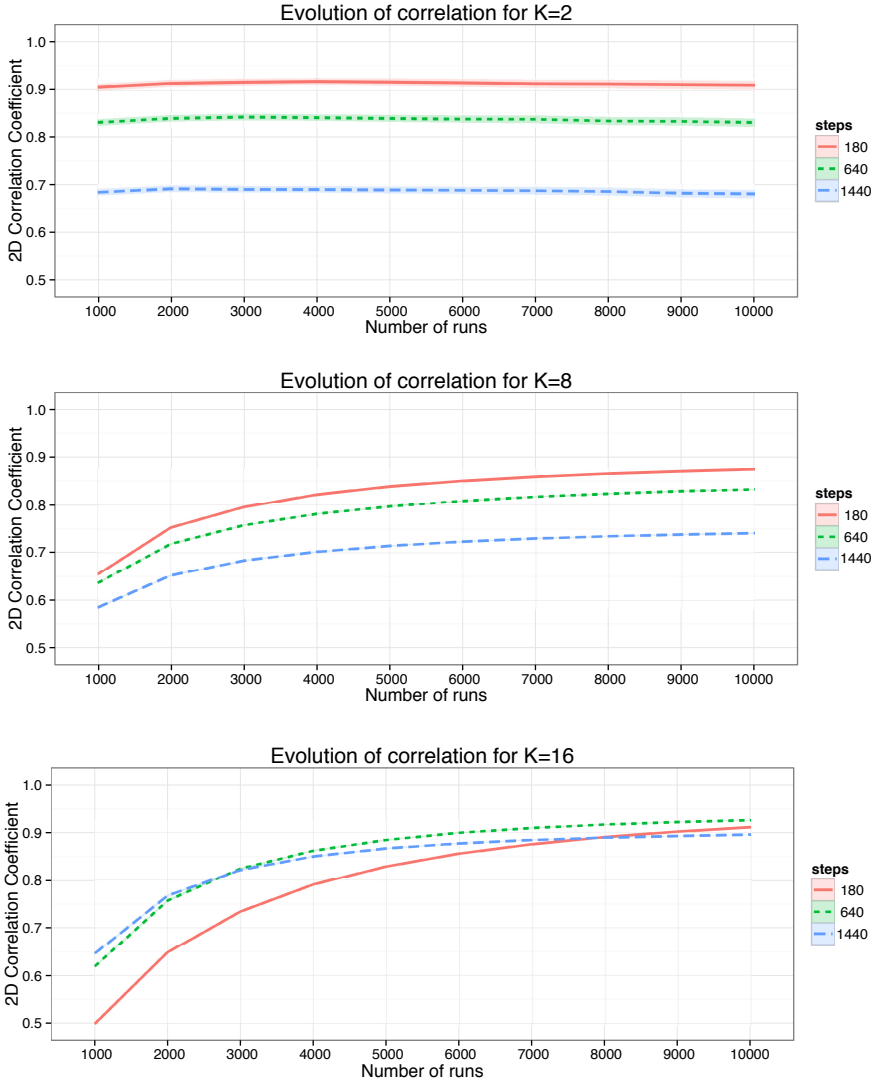 Evolution of correlation for K=2
1.0
0.9
0.8
0.7
0.6
0.5
2D Correlation Coefficient
1000 2000 3000 4000 5000 6000 7000 8000 9000 10000
Number of runs
steps
180
640
1440
Evolution of correlation for K=8
1.0
0.9
0.8
0.7
0.6
0.5
2D Correlation Coefficient
1000 2000 3000 4000 5000 6000 7000 8000 9000 10000
Number of runs
steps
180
640
1440
Evolution of correlation for K=16
1.0
0.9
0.8
0.7
0.6
0.5
2D Correlation Coefficient
1000 2000 3000 4000 5000 6000 7000 8000 9000 10000
Number of runs
steps
180
640
1440